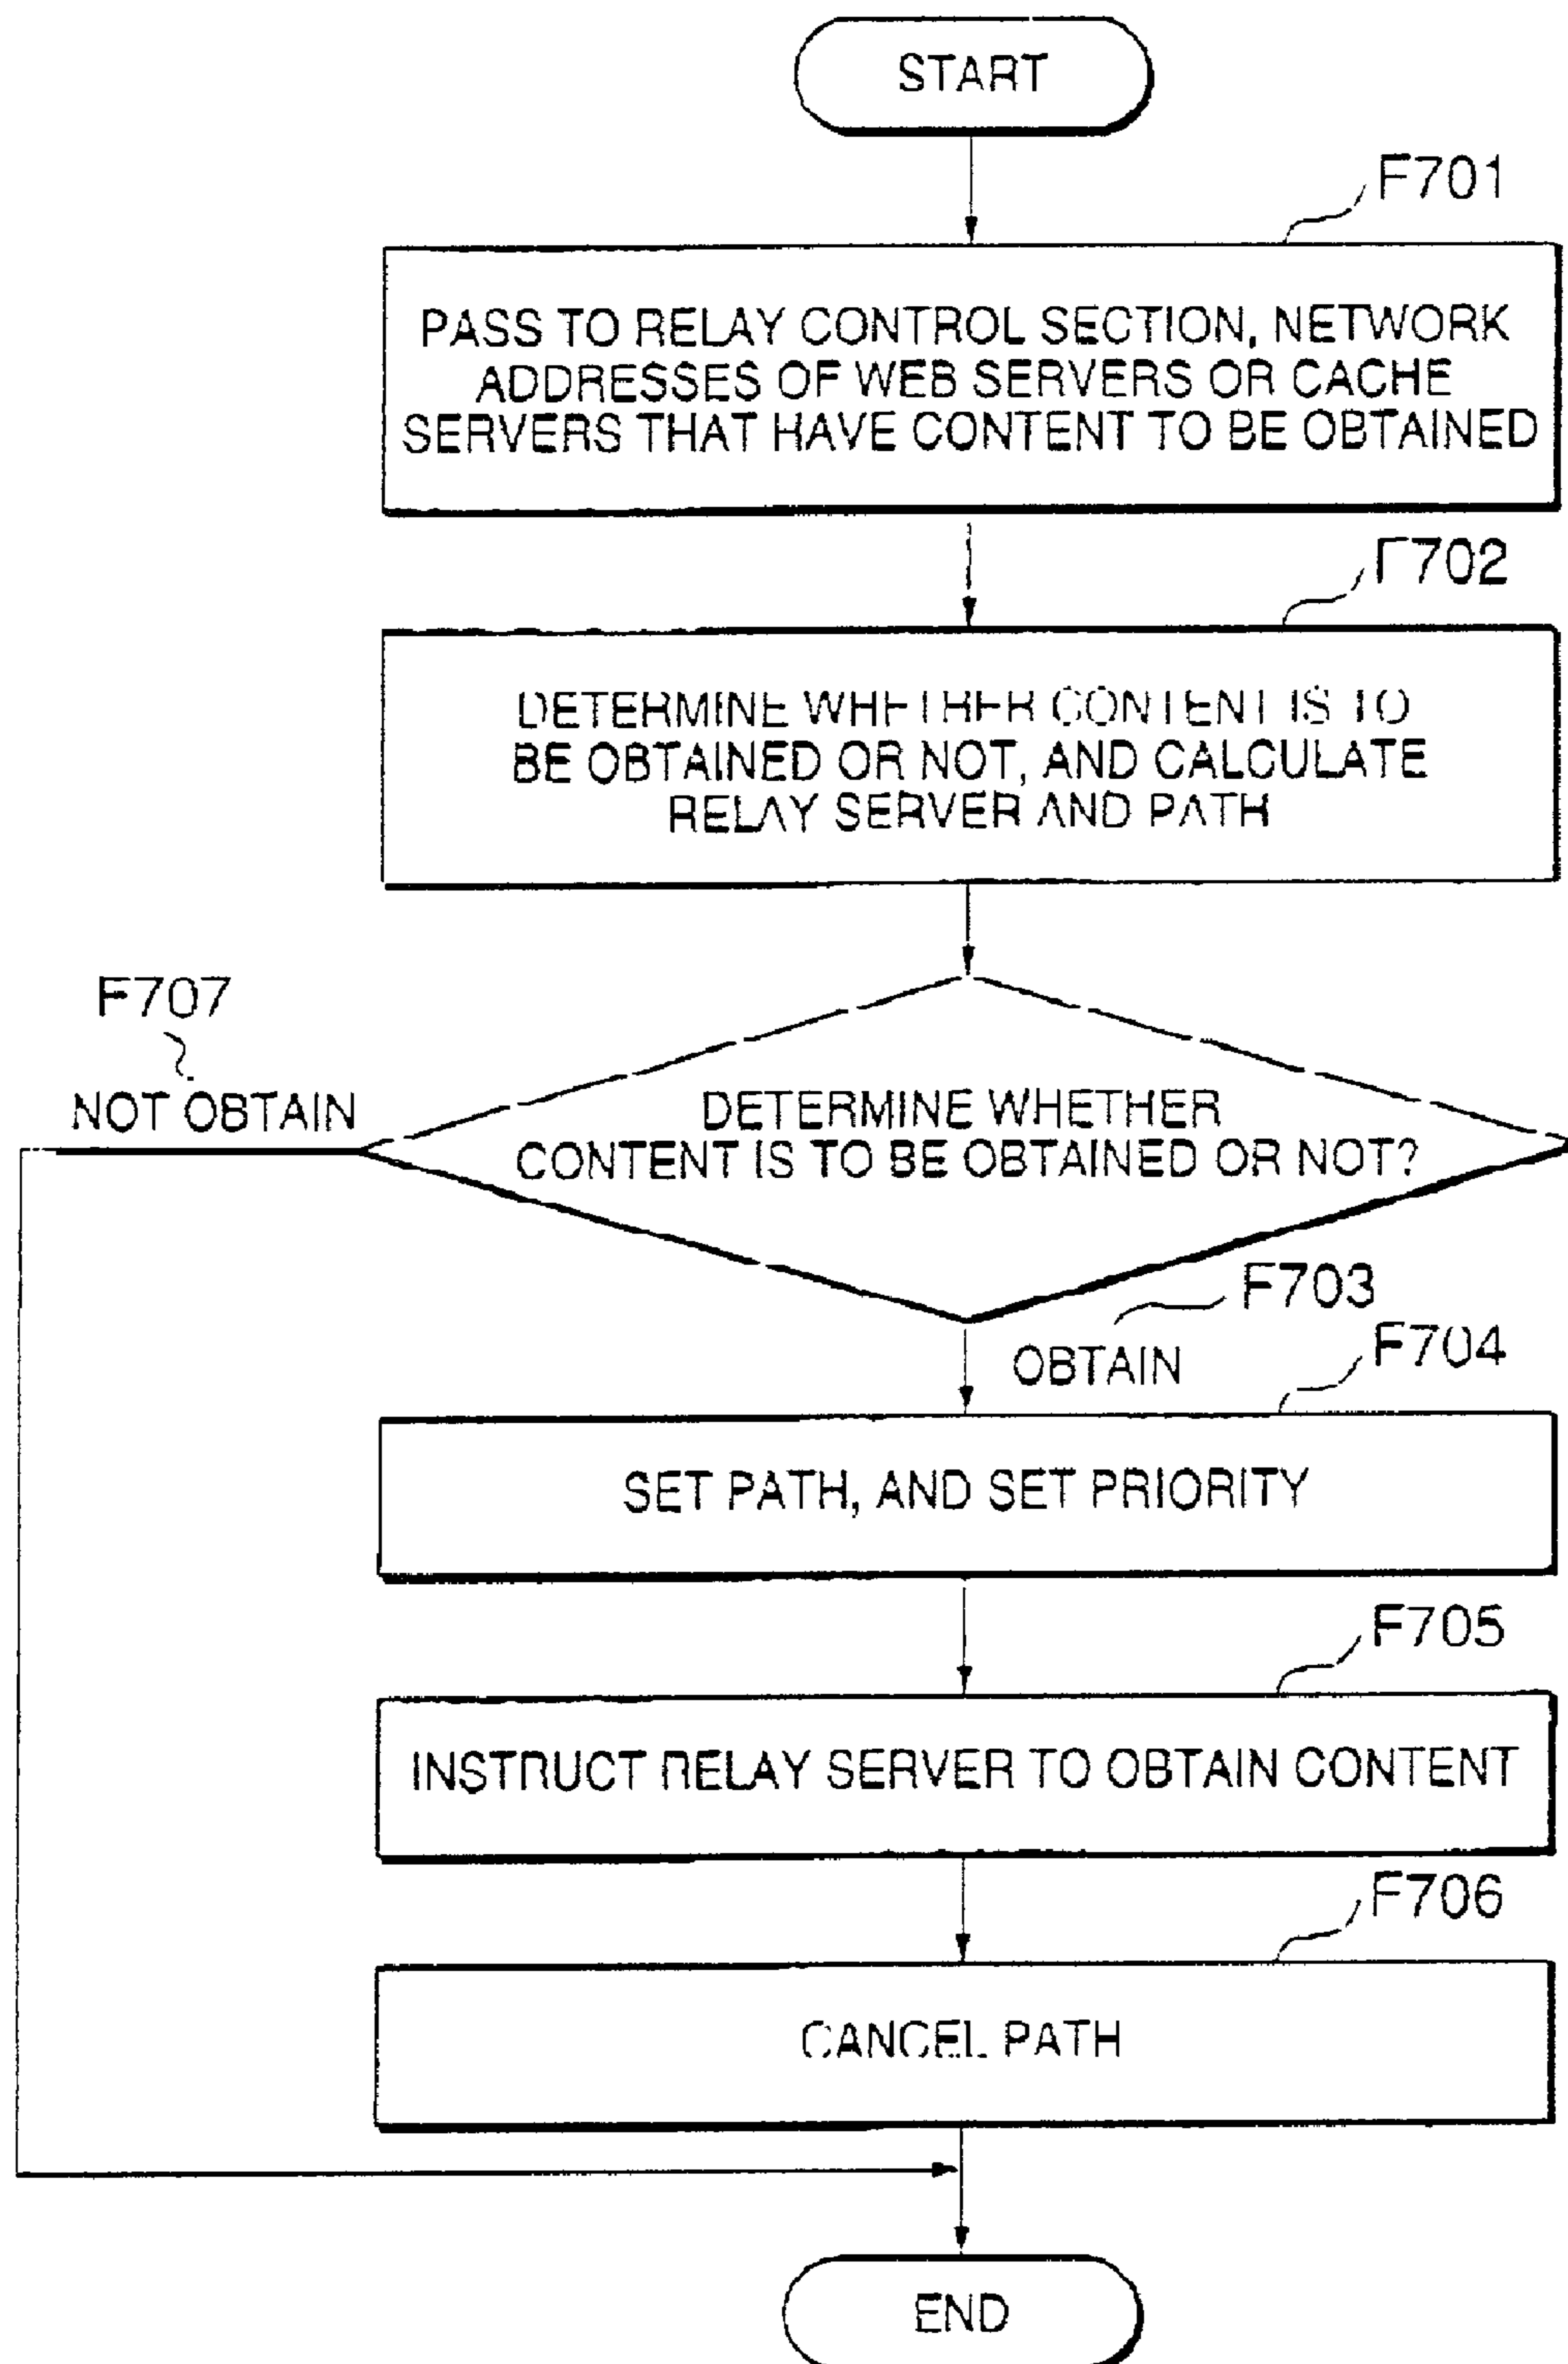 START
F701
PASS TO RELAY CONTROL SECTION, NETWORK
ADDRESSES OF WEB SERVERS OR CACHE
SERVERS THAT HAVE CONTENT TO BE OBTAINED
F702
DETERMINE WHETHER CONTENT IS TO
BE OBTAINED OR NOT, AND CALCULATE
RELAY SERVER AND PATH
F707
NOT OBTAIN
DETERMINE WHETHER
CONTENT IS TO BE OBTAINED OR NOT?
F703
OBTAIN
F704
SET PATH, AND SET PRIORITY
F705
INSTRUCT RELAY SERVER TO OBTAIN CONTENT
F706
CANCEL PATH
END